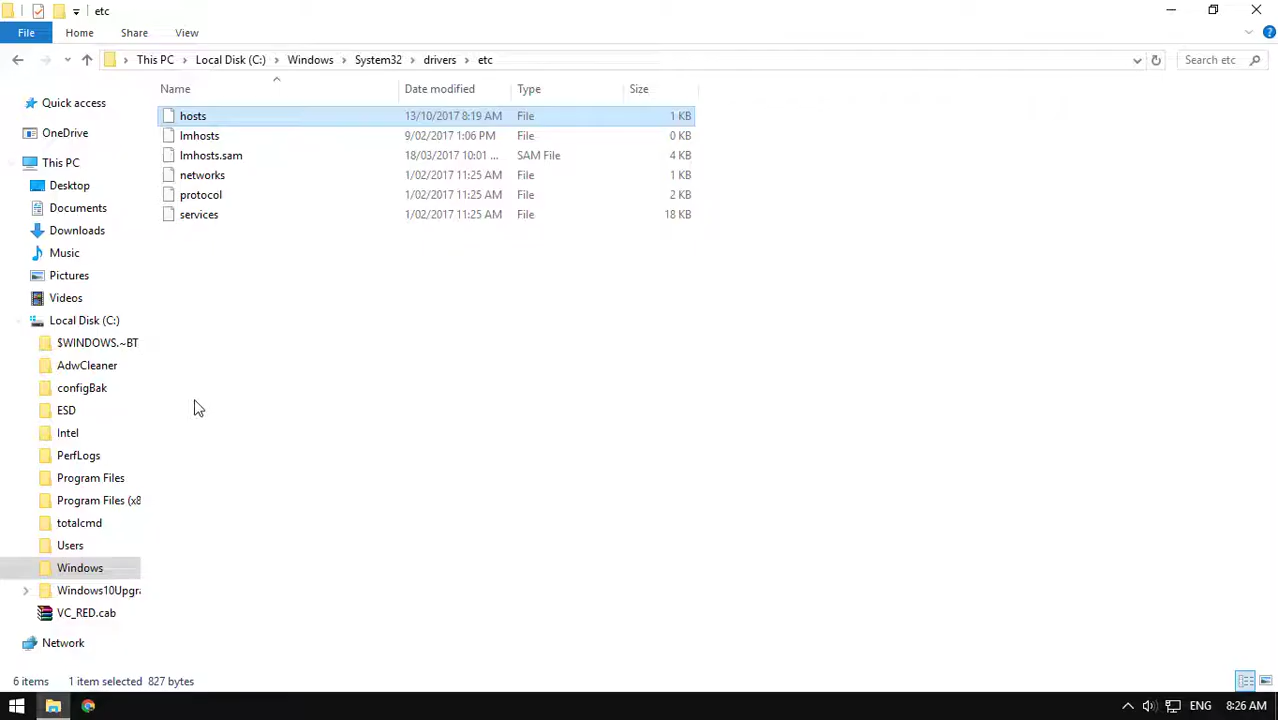 etc
File Home Share View
This PC Local Disk (C:) Windows System32 drivers etc Search etc
Name Date modified Type Size
hosts 13/10/2017 8:19 AM File 1 KB
lmhosts 9/02/2017 1:06 PM File 0 KB
lmhosts.sam 18/03/2017 10:01 ... SAM File 4 KB
networks 1/02/2017 11:25 AM File 1 KB
protocol 1/02/2017 11:25 AM File 2 KB
services 1/02/2017 11:25 AM File 18 KB
Quick access
OneDrive
This PC
Desktop
Documents
Downloads
Music
Pictures
Videos
Local Disk (C:)
$WINDOWS.~BT
AdwCleaner
configBak
ESD
Intel
PerfLogs
Program Files
Program Files (x8
totalcmd
Users
Windows
Windows10Upgra
VC_RED.cab
Network
6 items 1 item selected 827 bytes
ENG 8:26 AM